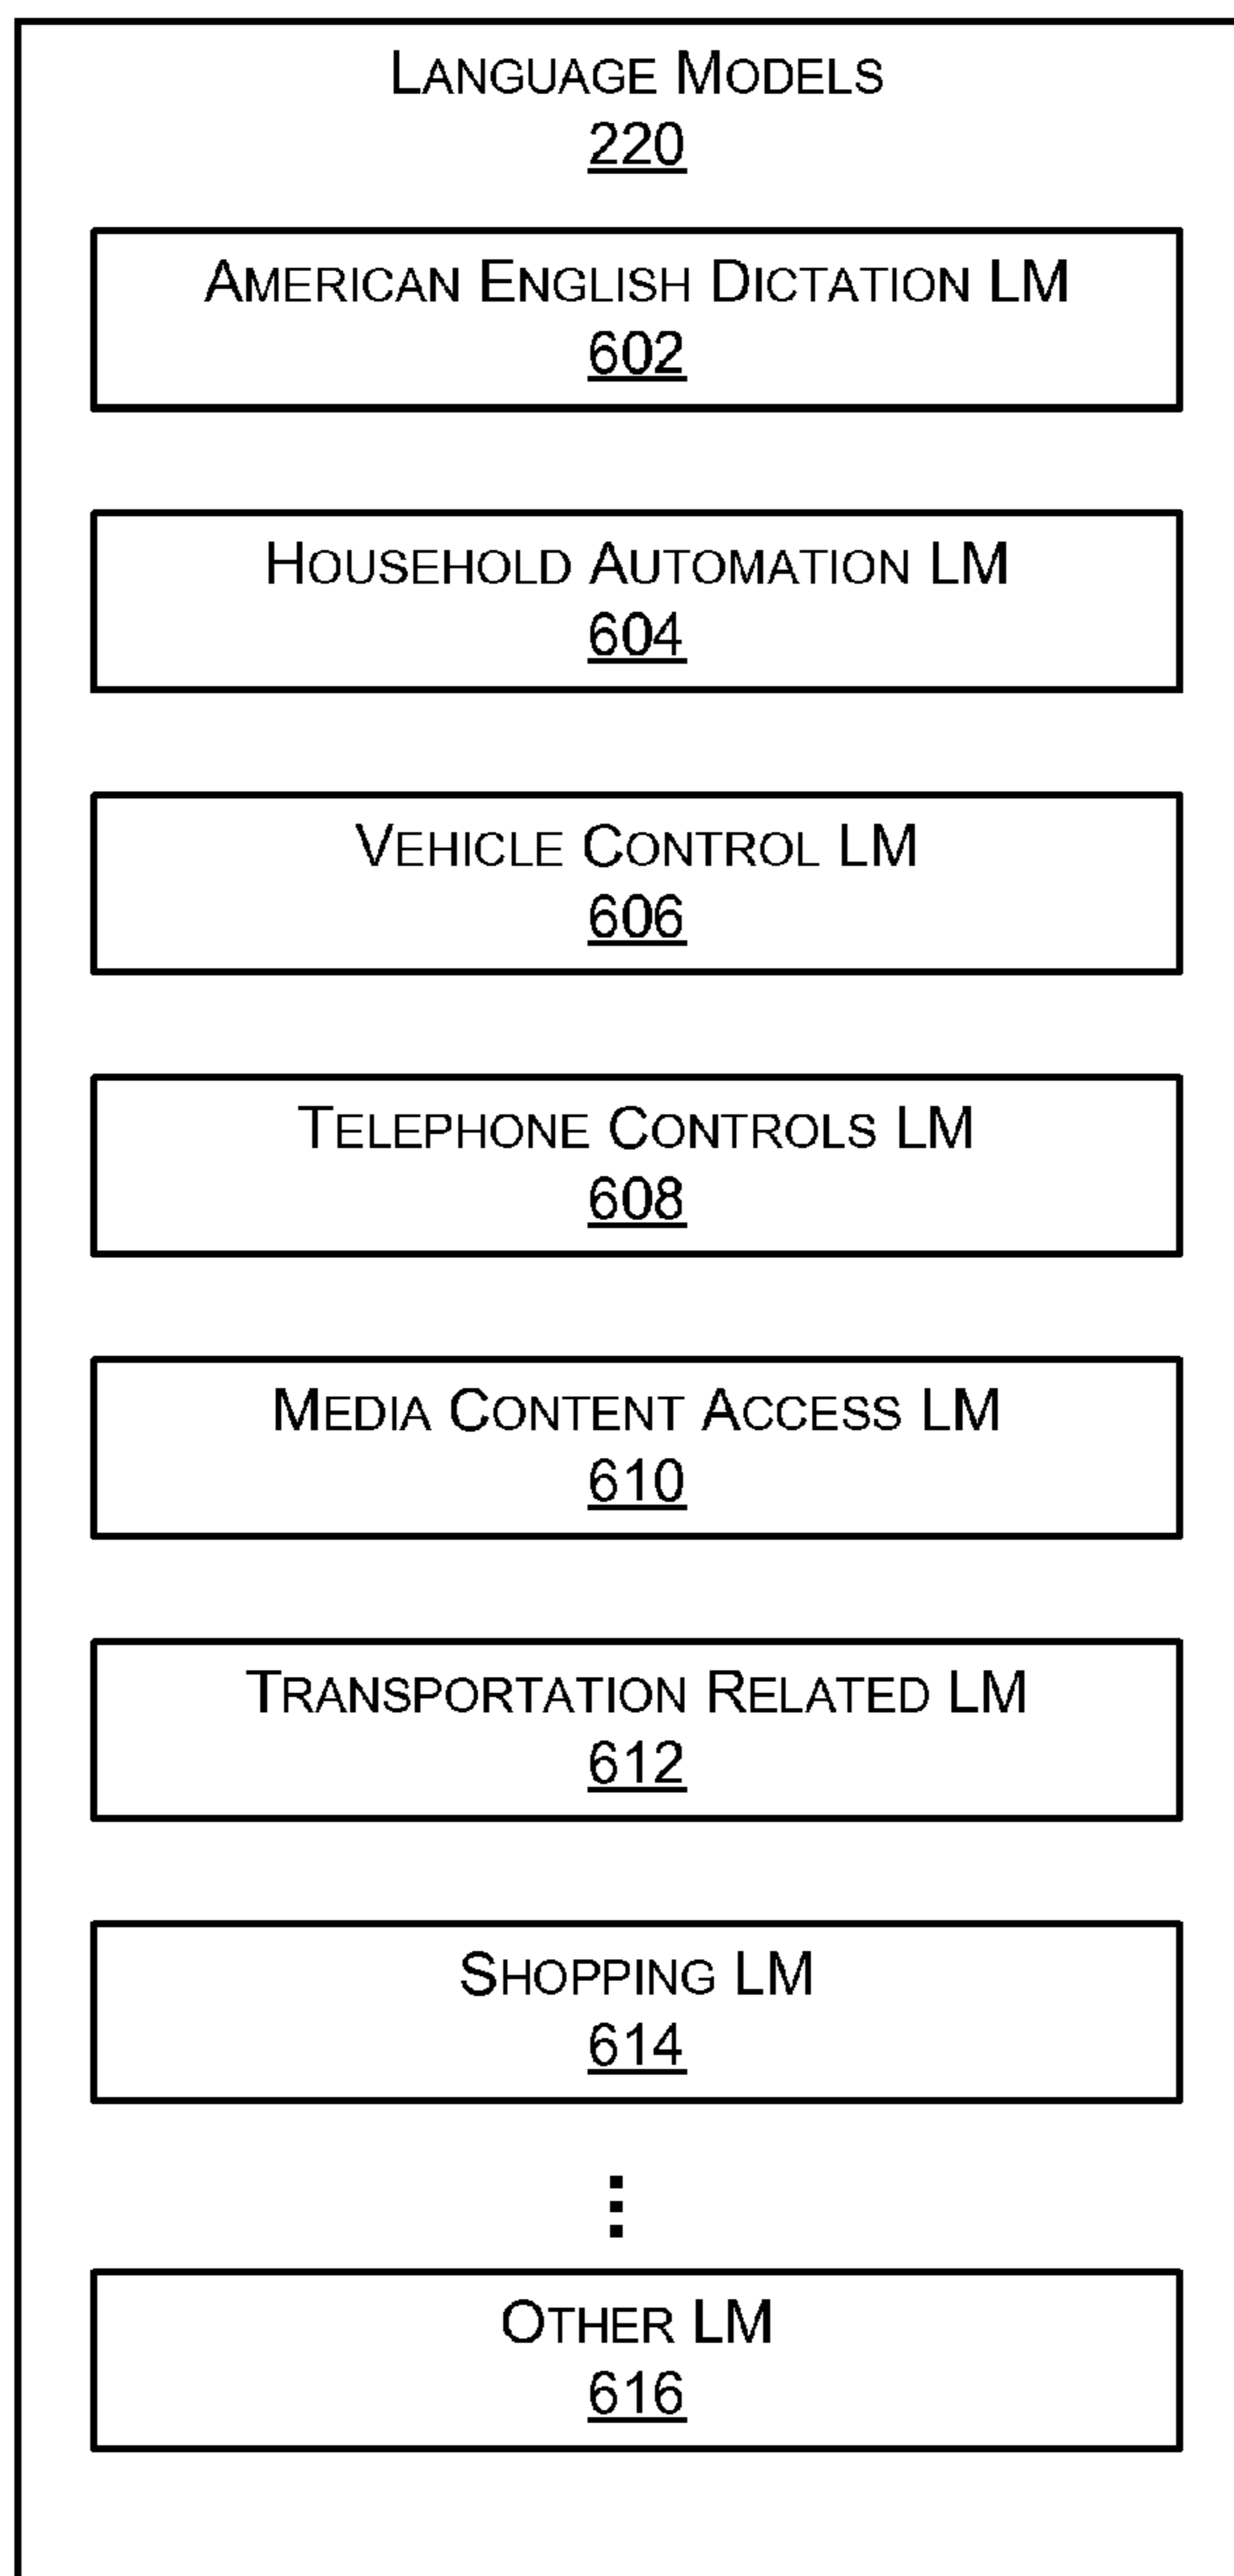 LANGUAGE MODELS
220
AMERICAN ENGLISH DICTATION LM
602
HOUSEHOLD AUTOMATION LM
604
VEHICLE CONTROL LM
606
TELEPHONE CONTROLS LM
608
MEDIA CONTENT ACCESS LM
610
TRANSPORTATION RELATED LM
612
SHOPPING LM
614
⋮
OTHER LM
616